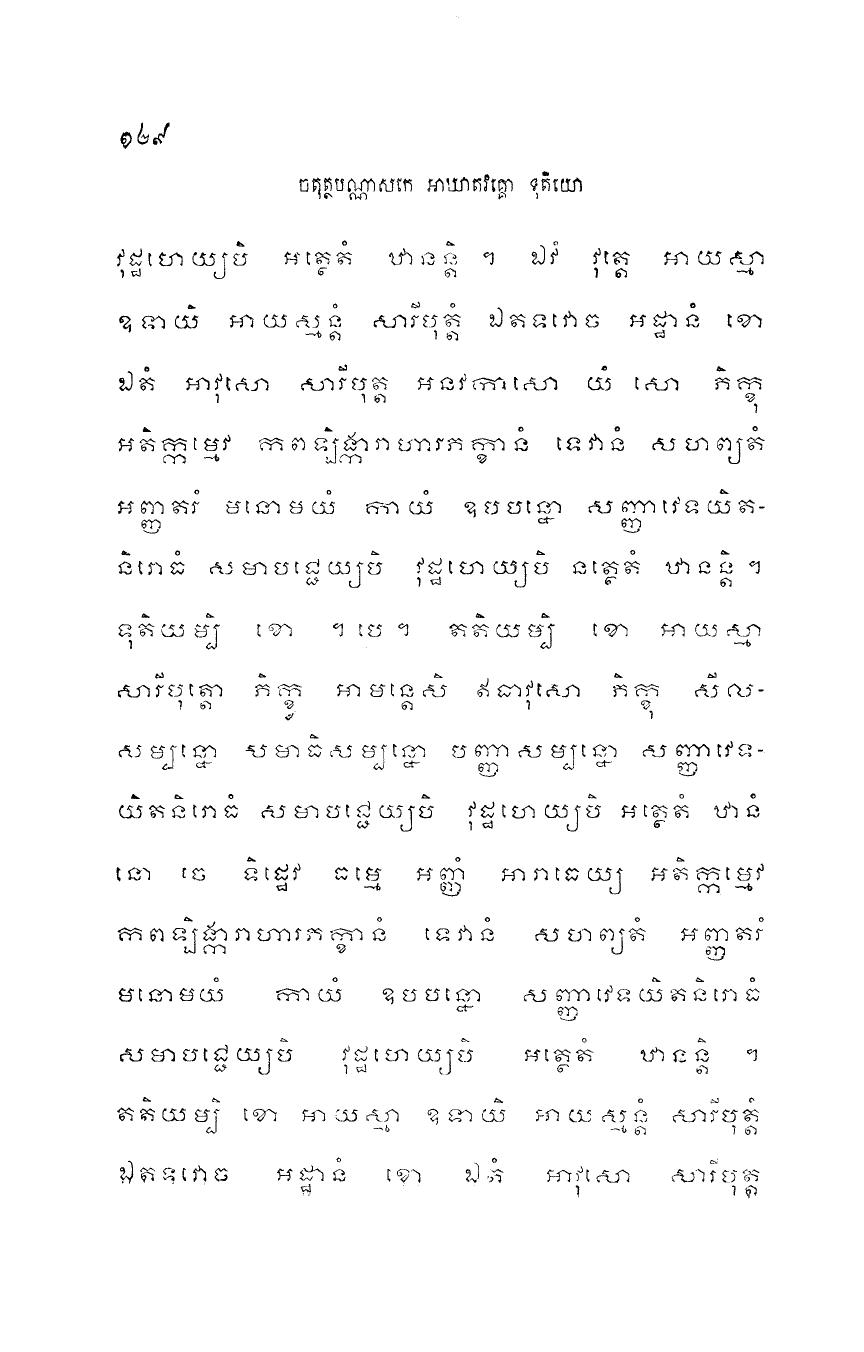 ១៤៩
ចតុត្ថបណ្ណាសកេ អាឃាតវគ្គោ ទុតិយោ
វុដ្ឋហេយ្យបិ អត្ថេតំ ឋានន្តិ ។ ឯវំ វុត្តេ អាយស្មា
ឧទាយិ អាយស្មន្តំ សារីបុត្តំ ឯតទវោច អដ្ឋានំ ខោ
ឯតំ អាវុសោ សារីបុត្ត អនវកាសោ យំ សោ ភិក្ខុ
អតិក្កម្មេវ កពឡិង្ការាហារភក្ខានំ ទេវានំ សហព្យតំ
អញ្ញតរំ មនោមយំ កាយំ ឧបបន្នោ សញ្ញាវេទយិត-
និរោធំ សមាបជ្ជេយ្យបិ វុដ្ឋហេយ្យបិ នត្ថេតំ ឋានន្តិ ។
ទុតិយម្បិ ខោ ។ បេ ។ តតិយម្បិ ខោ អាយស្មា
សារីបុត្តោ ភិក្ខូ អាមន្តេសិ ឥធាវុសោ ភិក្ខុ សីល-
សម្បន្នោ សមាធិសម្បន្នោ បញ្ញាសម្បន្នោ សញ្ញាវេទ-
យិតនិរោធំ សមាបជ្ជេយ្យបិ វុដ្ឋហេយ្យបិ អត្ថេតំ ឋានំ
នោ ចេ ទិដ្ឋេវ ធម្មេ អញ្ញំ អារាធេយ្យ អតិក្កម្មេវ
កពឡិង្ការាហារភក្ខានំ ទេវានំ សហព្យតំ អញ្ញតរំ
មនោមយំ កាយំ ឧបបន្នោ សញ្ញាវេទយិតនិរោធំ
សមាបជ្ជេយ្យបិ វុដ្ឋហេយ្យបិ អត្ថេតំ ឋានន្តិ ។
តតិយម្បិ ខោ អាយស្មា ឧទាយិ អាយស្មន្តំ សារីបុត្តំ
ឯតទវោច អដ្ឋានំ ខោ ឯតំ អាវុសោ សារីបុត្ត